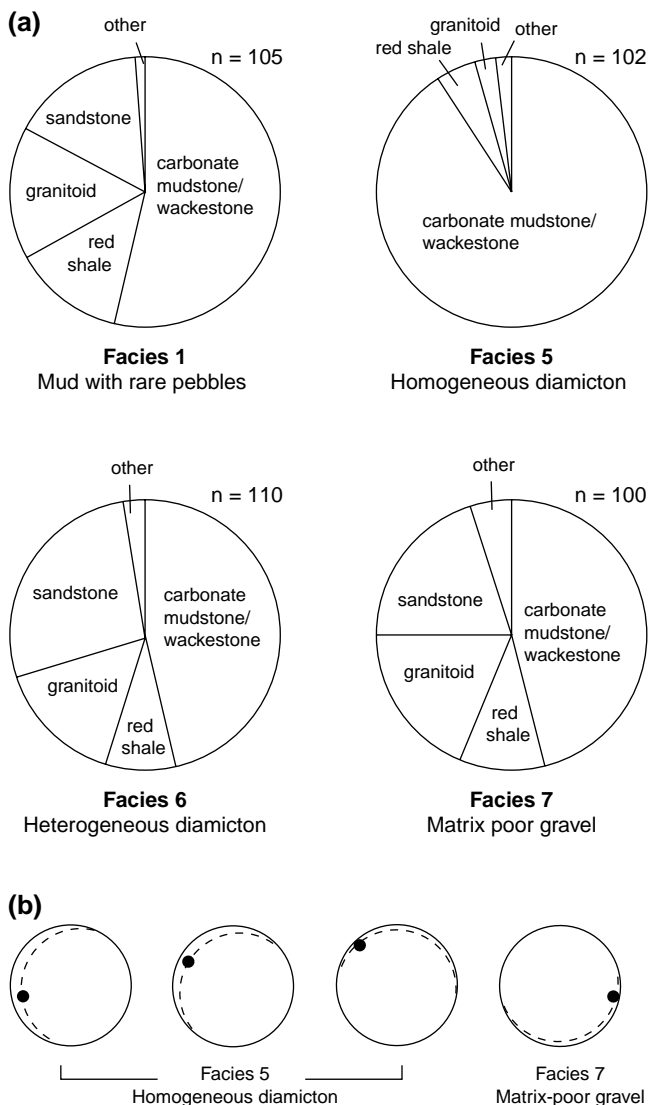 (a)
other
n = 105
sandstone
carbonate
mudstone/
wackestone
granitoid
red
shale
Facies 1
Mud with rare pebbles
granitoid
other
red shale
n = 102
carbonate mudstone/
wackestone
Facies 5
Homogeneous diamicton
other
n = 110
sandstone
carbonate
mudstone/
wackestone
granitoid
red
shale
Facies 6
Heterogeneous diamicton
other
n = 100
sandstone
carbonate
mudstone/
wackestone
granitoid
red
shale
Facies 7
Matrix poor gravel
(b)
Facies 5
Homogeneous diamicton
Facies 7
Matrix-poor gravel